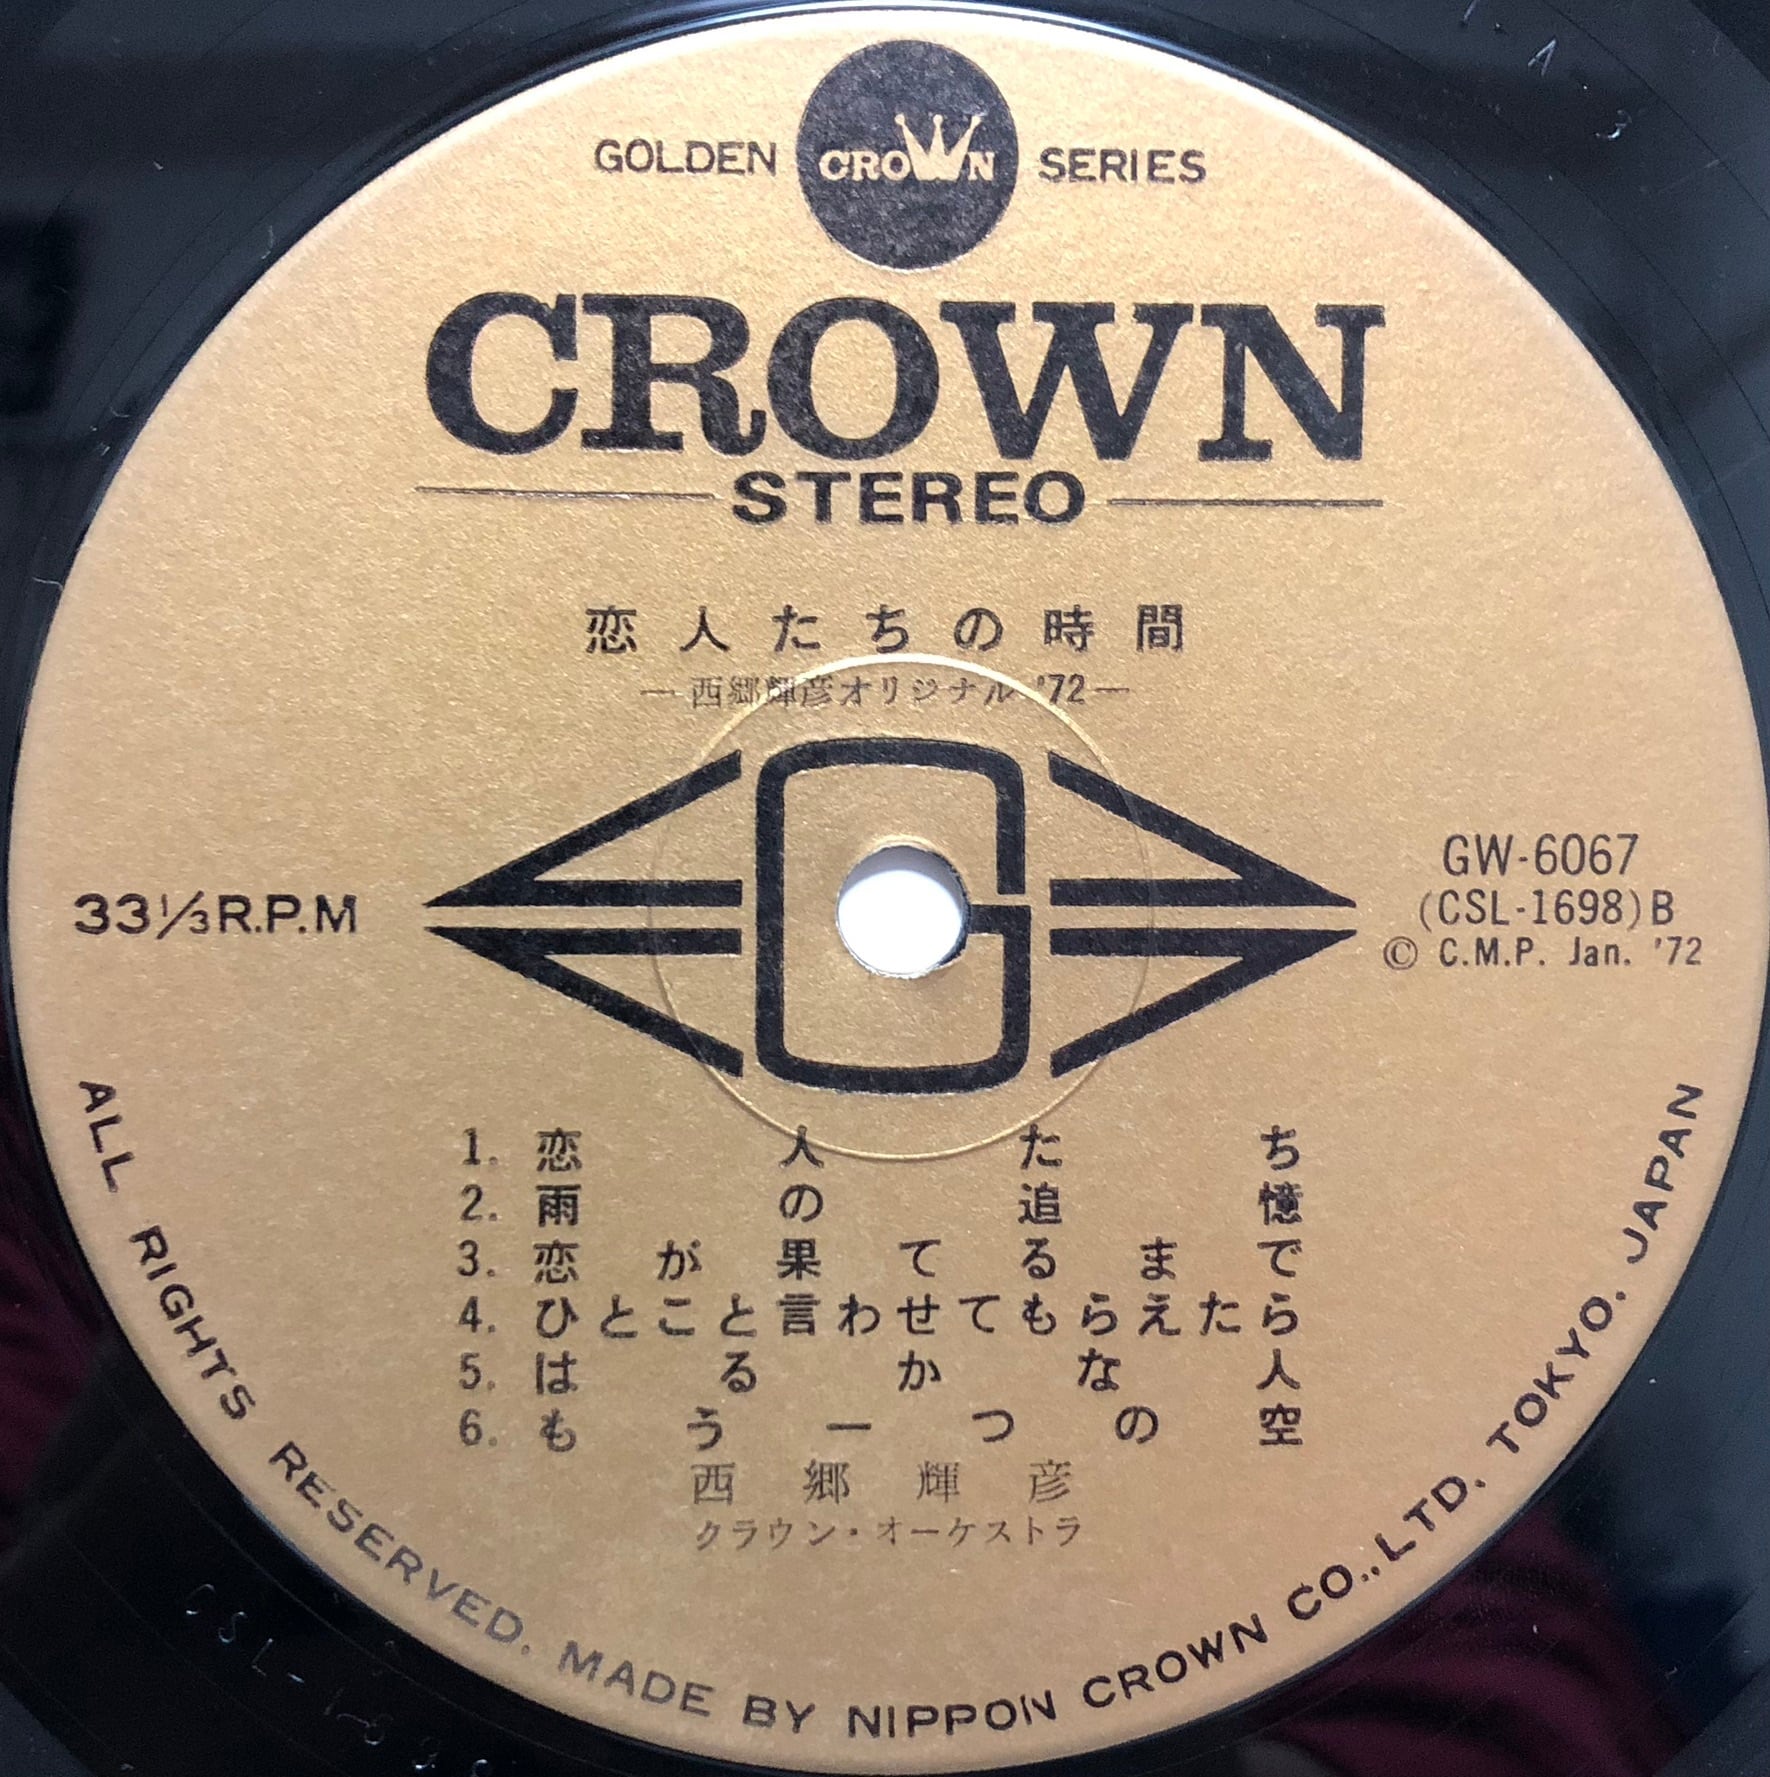 GOLDEN CROWN SERIES
CROWN
STEREO
恋人たちの時間
―西郷輝彦オリジナル '72―
G
33⅓R.P.M
GW-6067
(CSL-1698)B
© C.M.P. Jan. '72
1. 恋人たち
2. 雨の追憶
3. 恋が果てるまで
4. ひとこと言わせてもらえたら
5. はるかな人
6. もう一つの空
西郷輝彦
クラウン・オーケストラ
ALL RIGHTS RESERVED. MADE BY NIPPON CROWN CO.,LTD. TOKYO. JAPAN